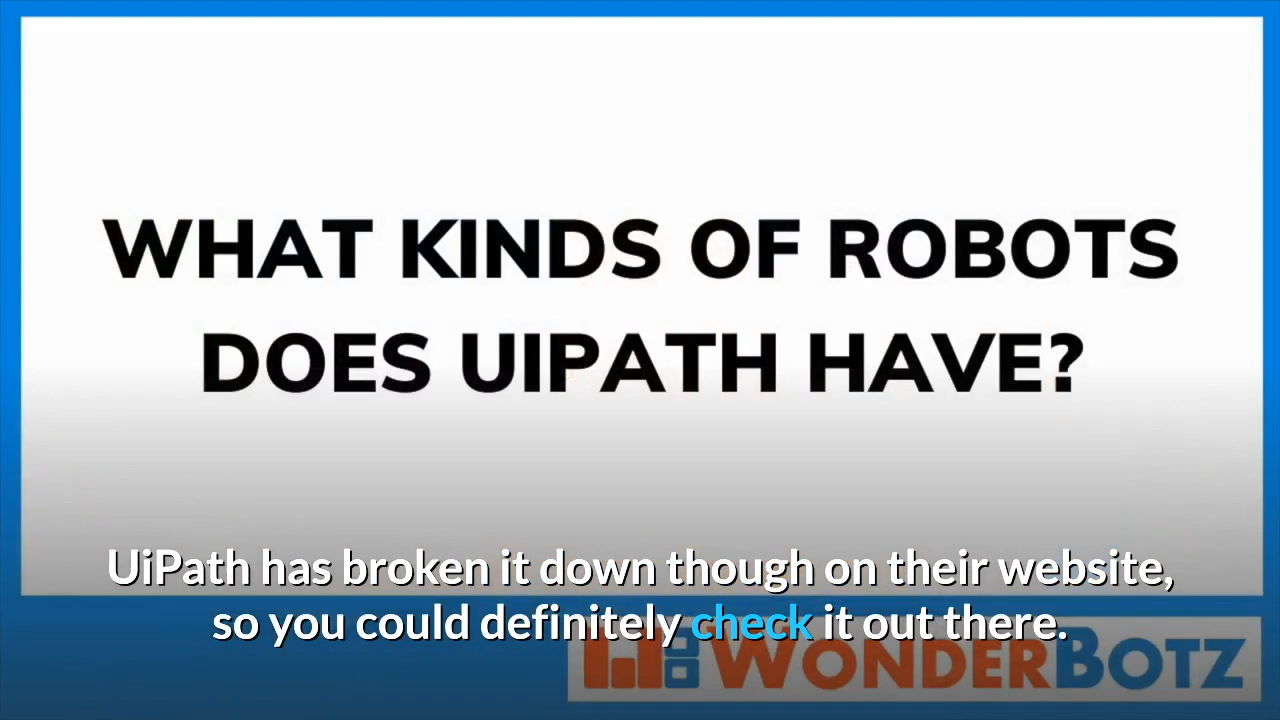 WHAT KINDS OF ROBOTS
DOES UIPATH HAVE?
UiPath has broken it down though on their website,
so you could definitely check it out there.
WONDERBOTZ